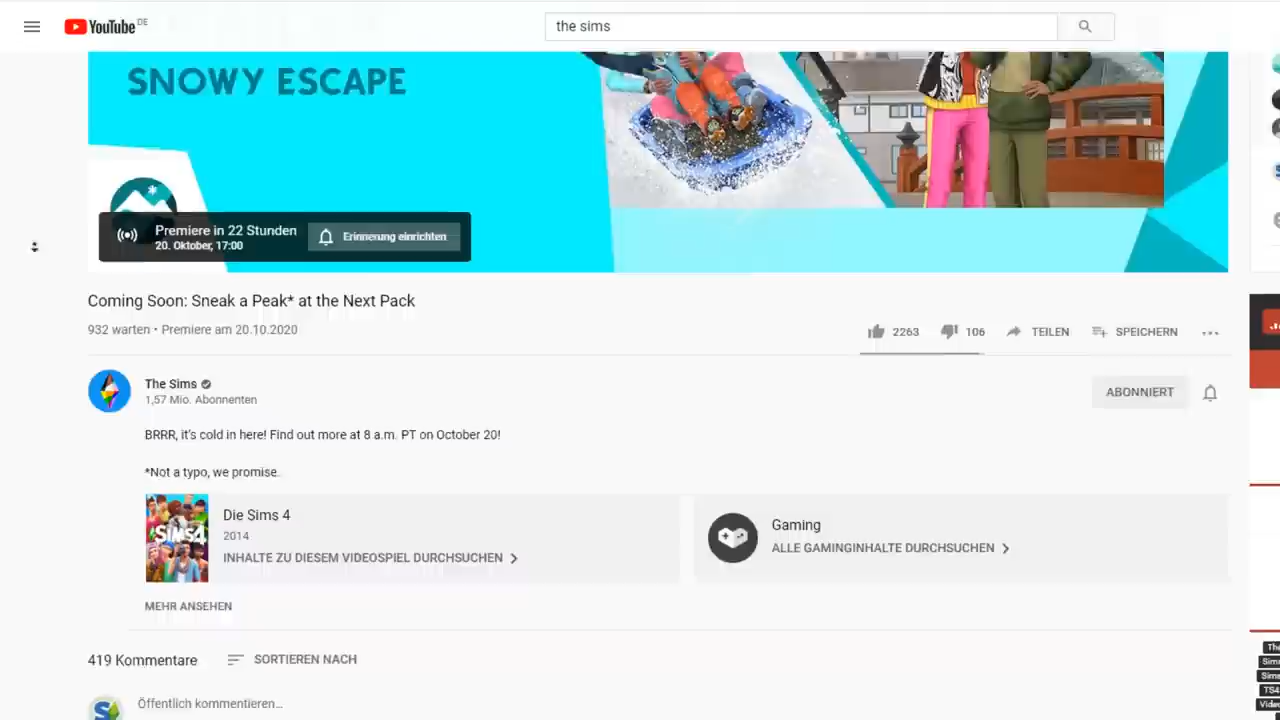 YouTube DE
the sims
SNOWY ESCAPE
Premiere in 22 Stunden
20. Oktober, 17:00
Erinnerung einrichten
Coming Soon: Sneak a Peak* at the Next Pack
932 warten • Premiere am 20.10.2020
2263
106
TEILEN
SPEICHERN
The Sims
1,57 Mio. Abonnenten
ABONNIERT
BRRR, it's cold in here! Find out more at 8 a.m. PT on October 20!
*Not a typo, we promise.
SIMS4
Die Sims 4
2014
INHALTE ZU DIESEM VIDEOSPIEL DURCHSUCHEN
Gaming
ALLE GAMINGINHALTE DURCHSUCHEN
MEHR ANSEHEN
419 Kommentare
SORTIEREN NACH
Öffentlich kommentieren...
TS4